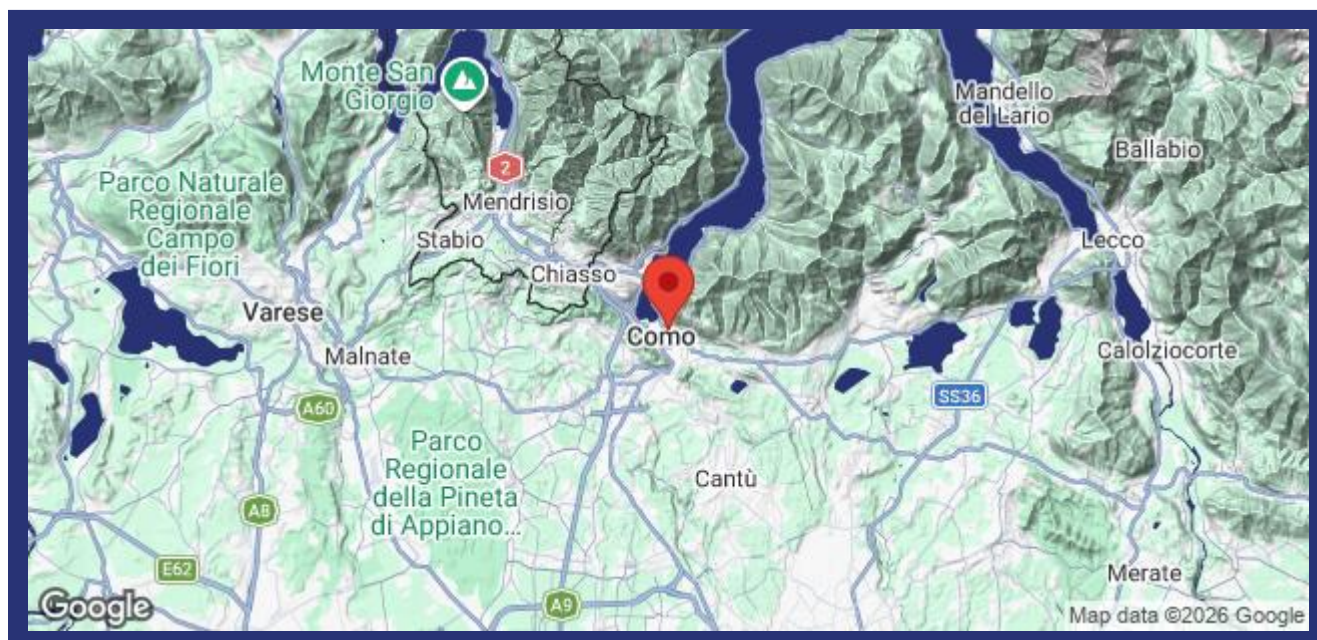 Monte San
Giorgio
Mandello
del Lario
Ballabio
2
Parco Naturale
Regionale
Campo
dei Fiori
Mendrisio
Stabio
Lecco
Chiasso
Varese
Como
Malnate
Calolziocorte
SS36
A60
Parco
Regionale
della Pineta
di Appiano...
Cantù
A8
E62
Merate
A9
Google
Map data ©2026 Google